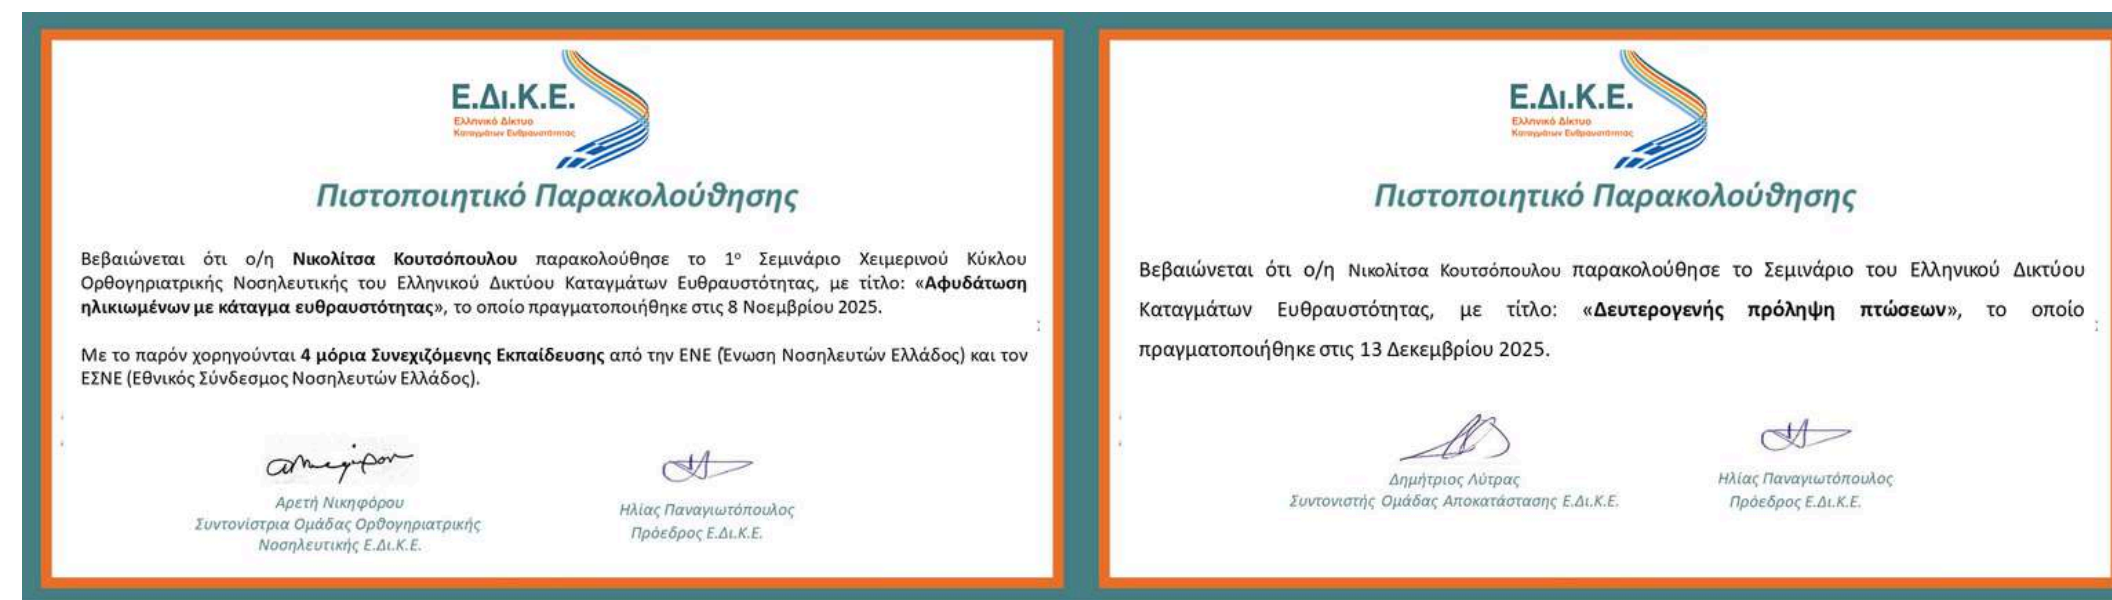 Ε.Δι.Κ.Ε.
Ελληνικό Δίκτυο
Καταγμάτων Ευθραυστότητας
Πιστοποιητικό Παρακολούθησης
Βεβαιώνεται ότι ο/η Νικολίτσα Κουτσόπουλου παρακολούθησε το 1ο Σεμινάριο Χειμερινού Κύκλου
Ορθογηριατρικής Νοσηλευτικής του Ελληνικού Δικτύου Καταγμάτων Ευθραυστότητας, με τίτλο: «Αφυδάτωση
ηλικιωμένων με κάταγμα ευθραυστότητας», το οποίο πραγματοποιήθηκε στις 8 Νοεμβρίου 2025.
Με το παρόν χορηγούνται 4 μόρια Συνεχιζόμενης Εκπαίδευσης από την ΕΝΕ (Ένωση Νοσηλευτών Ελλάδος) και τον
ΕΣΝΕ (Εθνικός Σύνδεσμος Νοσηλευτών Ελλάδος).
Αρετή Νικηφόρου
Συντονίστρια Ομάδας Ορθογηριατρικής
Νοσηλευτικής Ε.Δι.Κ.Ε.
Ηλίας Παναγιωτόπουλος
Πρόεδρος Ε.Δι.Κ.Ε.
Ε.Δι.Κ.Ε.
Ελληνικό Δίκτυο
Καταγμάτων Ευθραυστότητας
Πιστοποιητικό Παρακολούθησης
Βεβαιώνεται ότι ο/η Νικολίτσα Κουτσόπουλου παρακολούθησε το Σεμινάριο του Ελληνικού Δικτύου
Καταγμάτων Ευθραυστότητας, με τίτλο: «Δευτερογενής πρόληψη πτώσεων», το οποίο
πραγματοποιήθηκε στις 13 Δεκεμβρίου 2025.
Δημήτριος Λύτρας
Συντονιστής Ομάδας Αποκατάστασης Ε.Δι.Κ.Ε.
Ηλίας Παναγιωτόπουλος
Πρόεδρος Ε.Δι.Κ.Ε.